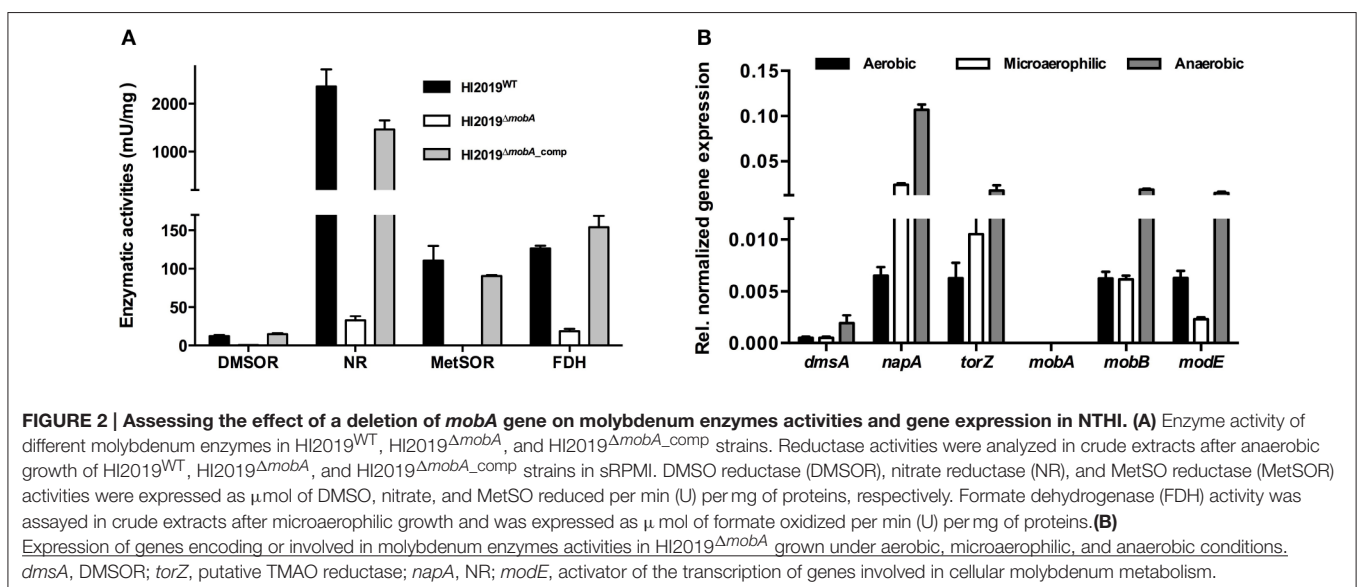 A
B
Enzymatic activities (mU/mg)
2000
1000
150
100
50
0
HI2019WT
HI2019ΔmobA
HI2019ΔmobA_comp
DMSOR NR MetSOR FDH
Rel. normalized gene expression
Aerobic Microaerophilic Anaerobic
0.15
0.10
0.05
0.010
0.005
0.000
dmsA napA torZ mobA mobB modE
FIGURE 2 | Assessing the effect of a deletion of mobA gene on molybdenum enzymes activities and gene expression in NTHI. (A) Enzyme activity of
different molybdenum enzymes in HI2019WT, HI2019ΔmobA, and HI2019ΔmobA_comp strains. Reductase activities were analyzed in crude extracts after anaerobic
growth of HI2019WT, HI2019ΔmobA, and HI2019ΔmobA_comp strains in sRPMI. DMSO reductase (DMSOR), nitrate reductase (NR), and MetSO reductase (MetSOR)
activities were expressed as μmol of DMSO, nitrate, and MetSO reduced per min (U) per mg of proteins, respectively. Formate dehydrogenase (FDH) activity was
assayed in crude extracts after microaerophilic growth and was expressed as μ mol of formate oxidized per min (U) per mg of proteins.(B)
Expression of genes encoding or involved in molybdenum enzymes activities in HI2019ΔmobA grown under aerobic, microaerophilic, and anaerobic conditions.
dmsA, DMSOR; torZ, putative TMAO reductase; napA, NR; modE, activator of the transcription of genes involved in cellular molybdenum metabolism.